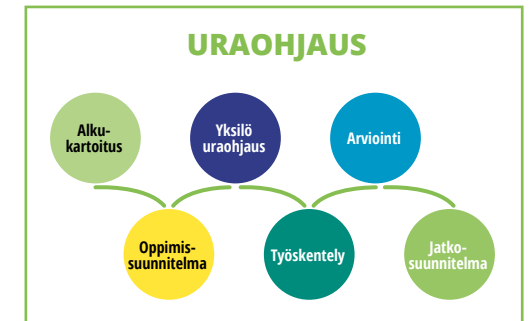 URAOHJAUS
Alku-
kartoitus
Oppimis-
suunnitelma
Yksilö
uraohjaus
Työskentely
Arviointi
Jatko-
suunnitelma